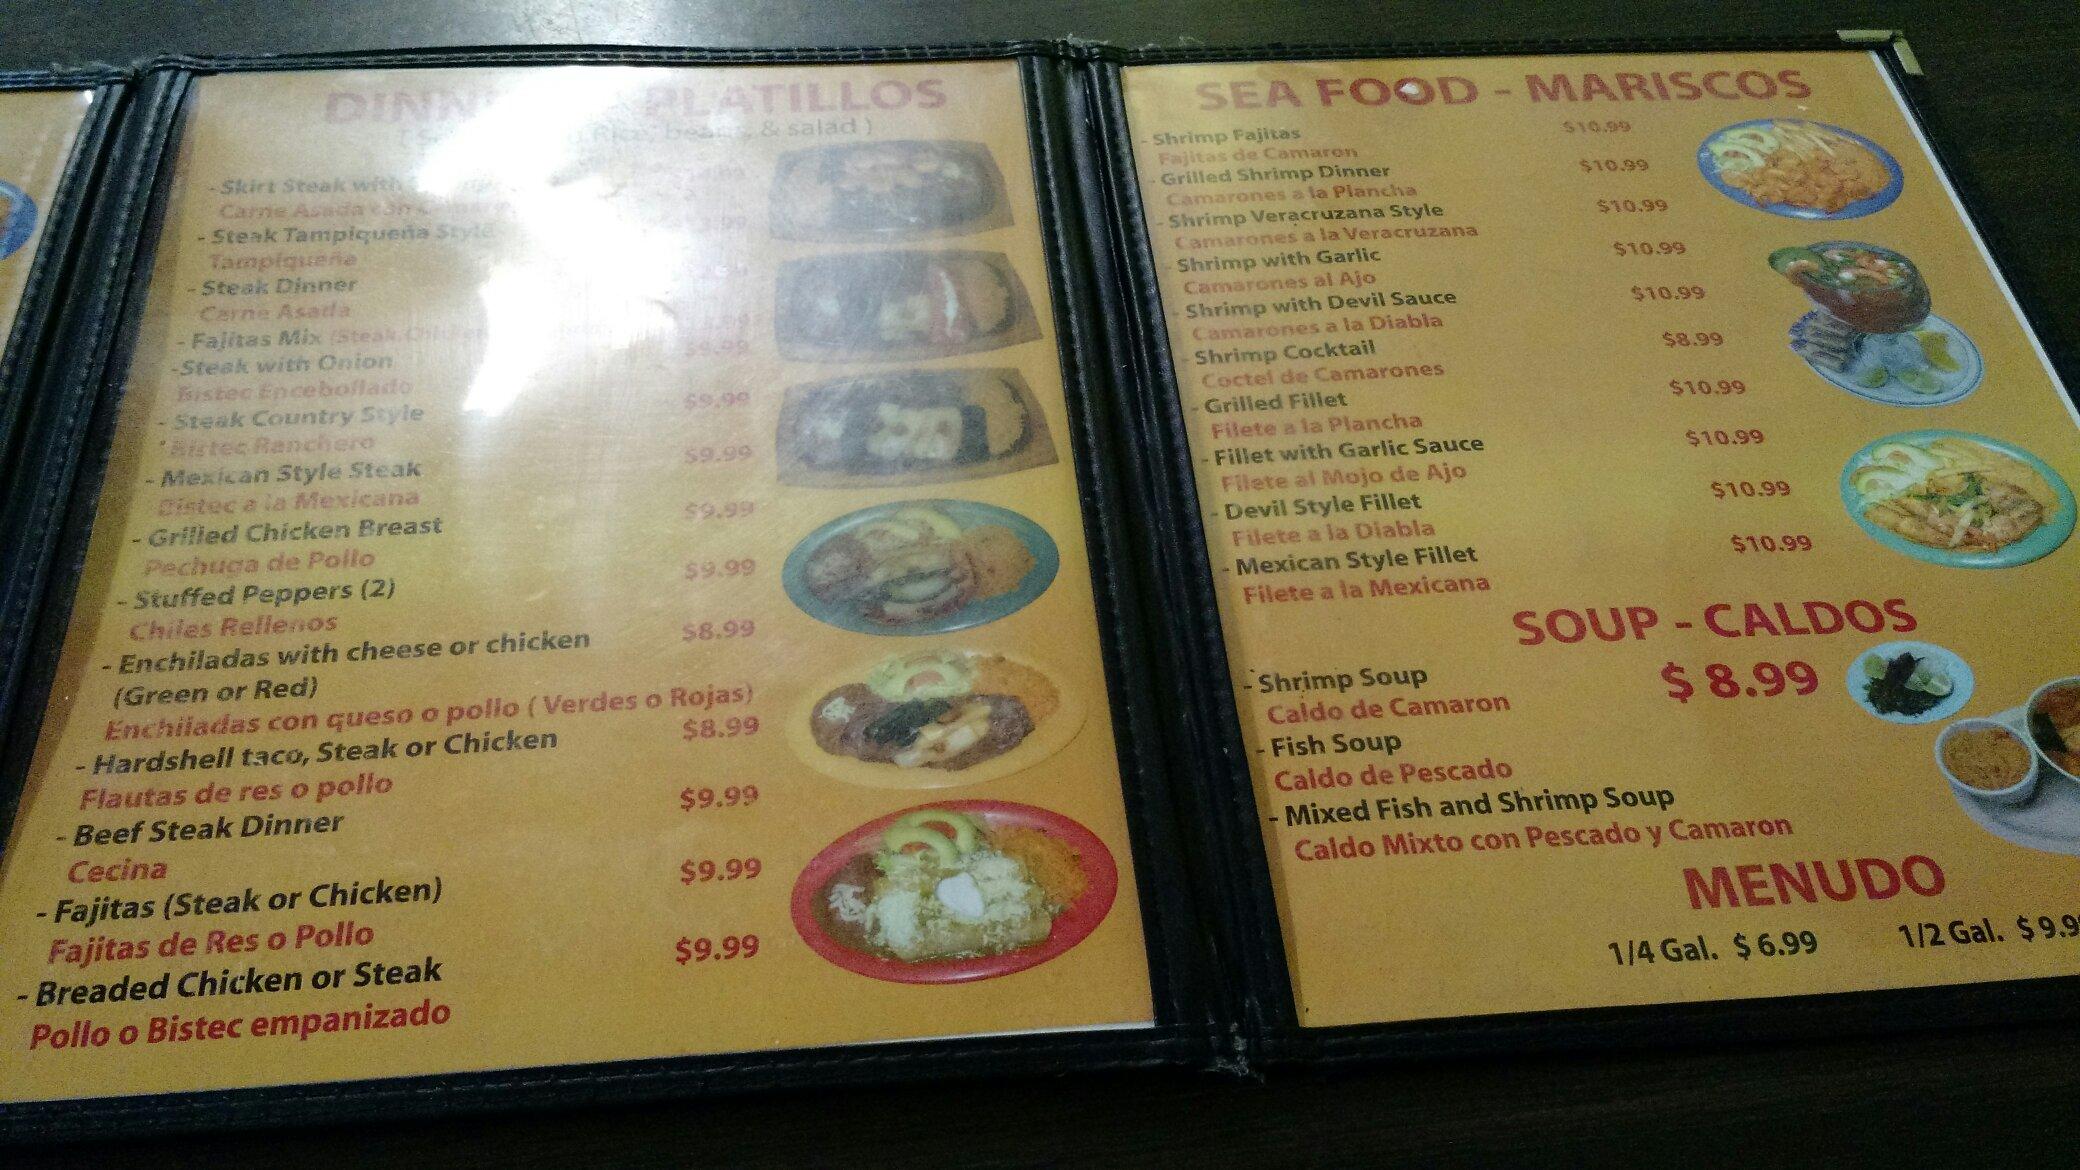 PLATILLOS
Rice, beans, & salad )
- Skirt Steak with
Carne Asada con
- Steak Tampiqueña Style
Tampiqueña
- Steak Dinner
Carne Asada
- Fajitas Mix (Steak,
- Steak with Onion
$9.99
Bistec Encebollado
- Steak Country Style
$9.99
Bistec Ranchero
- Mexican Style Steak
$9.99
Bistec a la Mexicana
- Grilled Chicken Breast
$9.99
Pechuga de Pollo
- Stuffed Peppers (2)
$9.99
Chiles Rellenos
- Enchiladas with cheese or chicken
$8.99
(Green or Red)
Enchiladas con queso o pollo ( Verdes o Rojas)
- Hardshell taco, Steak or Chicken
$8.99
Flautas de res o pollo
- Beef Steak Dinner
$9.99
Cecina
- Fajitas (Steak or Chicken)
$9.99
Fajitas de Res o Pollo
- Breaded Chicken or Steak
$9.99
Pollo o Bistec empanizado
SEA FOOD - MARISCOS
- Shrimp Fajitas
$10.99
Fajitas de Camaron
- Grilled Shrimp Dinner
$10.99
Camarones a la Plancha
- Shrimp Veracruzana Style
$10.99
Camarones a la Veracruzana
- Shrimp with Garlic
$10.99
Camarones al Ajo
- Shrimp with Devil Sauce
$10.99
Camarones a la Diabla
- Shrimp Cocktail
$8.99
Coctel de Camarones
- Grilled Fillet
$10.99
Filete a la Plancha
- Fillet with Garlic Sauce
$10.99
Filete al Mojo de Ajo
- Devil Style Fillet
$10.99
Filete a la Diabla
- Mexican Style Fillet
$10.99
Filete a la Mexicana
SOUP - CALDOS
- Shrimp Soup
$ 8.99
Caldo de Camaron
- Fish Soup
Caldo de Pescado
- Mixed Fish and Shrimp Soup
Caldo Mixto con Pescado y Camaron
MENUDO
1/4 Gal. $ 6.99
1/2 Gal. $ 9.9